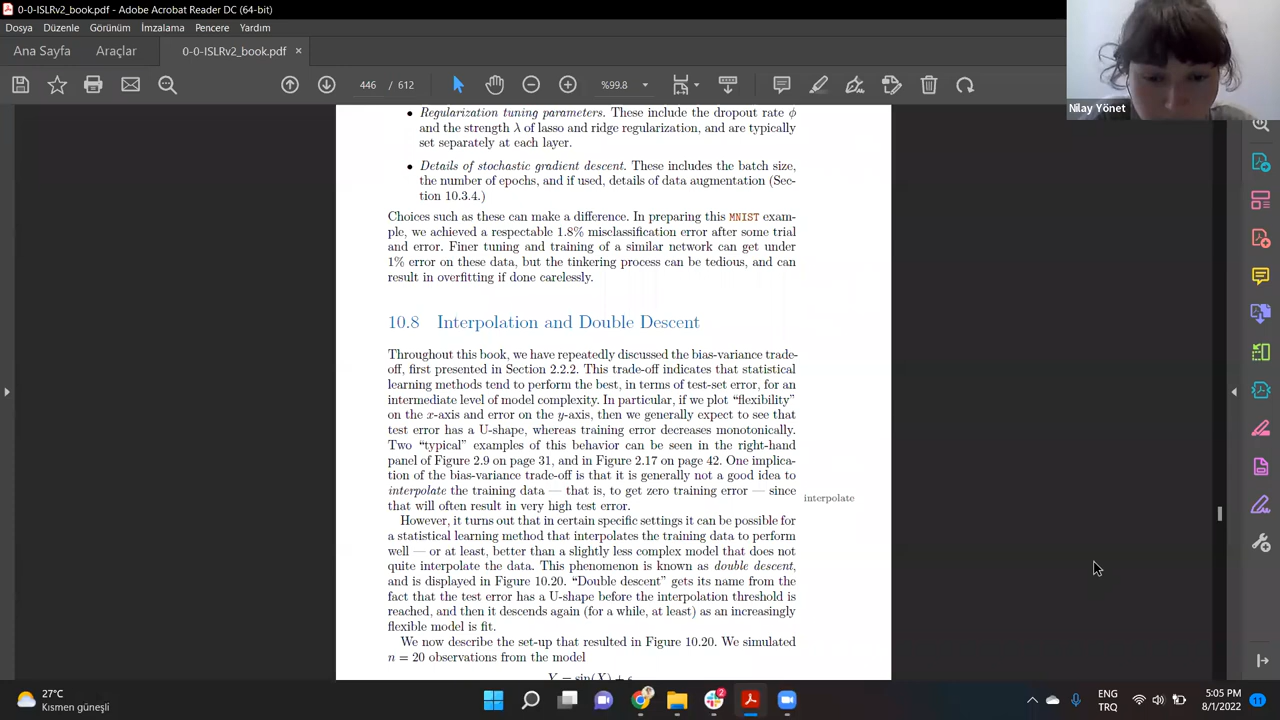 0-0-ISLRv2_book.pdf - Adobe Acrobat Reader DC (64-bit)
Dosya Düzenle Görünüm İmzalama Pencere Yardım
Ana Sayfa Araçlar 0-0-ISLRv2_book.pdf ×
446 / 612 %99.8
Nilay Yönet
• Regularization tuning parameters. These include the dropout rate ϕ
and the strength λ of lasso and ridge regularization, and are typically
set separately at each layer.
• Details of stochastic gradient descent. These includes the batch size,
the number of epochs, and if used, details of data augmentation (Sec-
tion 10.3.4.)
Choices such as these can make a difference. In preparing this MNIST exam-
ple, we achieved a respectable 1.8% misclassification error after some trial
and error. Finer tuning and training of a similar network can get under
1% error on these data, but the tinkering process can be tedious, and can
result in overfitting if done carelessly.
10.8 Interpolation and Double Descent
Throughout this book, we have repeatedly discussed the bias-variance trade-
off, first presented in Section 2.2.2. This trade-off indicates that statistical
learning methods tend to perform the best, in terms of test-set error, for an
intermediate level of model complexity. In particular, if we plot “flexibility”
on the x-axis and error on the y-axis, then we generally expect to see that
test error has a U-shape, whereas training error decreases monotonically.
Two “typical” examples of this behavior can be seen in the right-hand
panel of Figure 2.9 on page 31, and in Figure 2.17 on page 42. One implica-
tion of the bias-variance trade-off is that it is generally not a good idea to
interpolate the training data — that is, to get zero training error — since
interpolate
that will often result in very high test error.
However, it turns out that in certain specific settings it can be possible for
a statistical learning method that interpolates the training data to perform
well — or at least, better than a slightly less complex model that does not
quite interpolate the data. This phenomenon is known as double descent,
and is displayed in Figure 10.20. “Double descent” gets its name from the
fact that the test error has a U-shape before the interpolation threshold is
reached, and then it descends again (for a while, at least) as an increasingly
flexible model is fit.
We now describe the set-up that resulted in Figure 10.20. We simulated
n = 20 observations from the model
Y = sin(X) + ϵ
27°C
Kısmen güneşli
2
ENG
TRQ
5:05 PM
8/1/2022
11